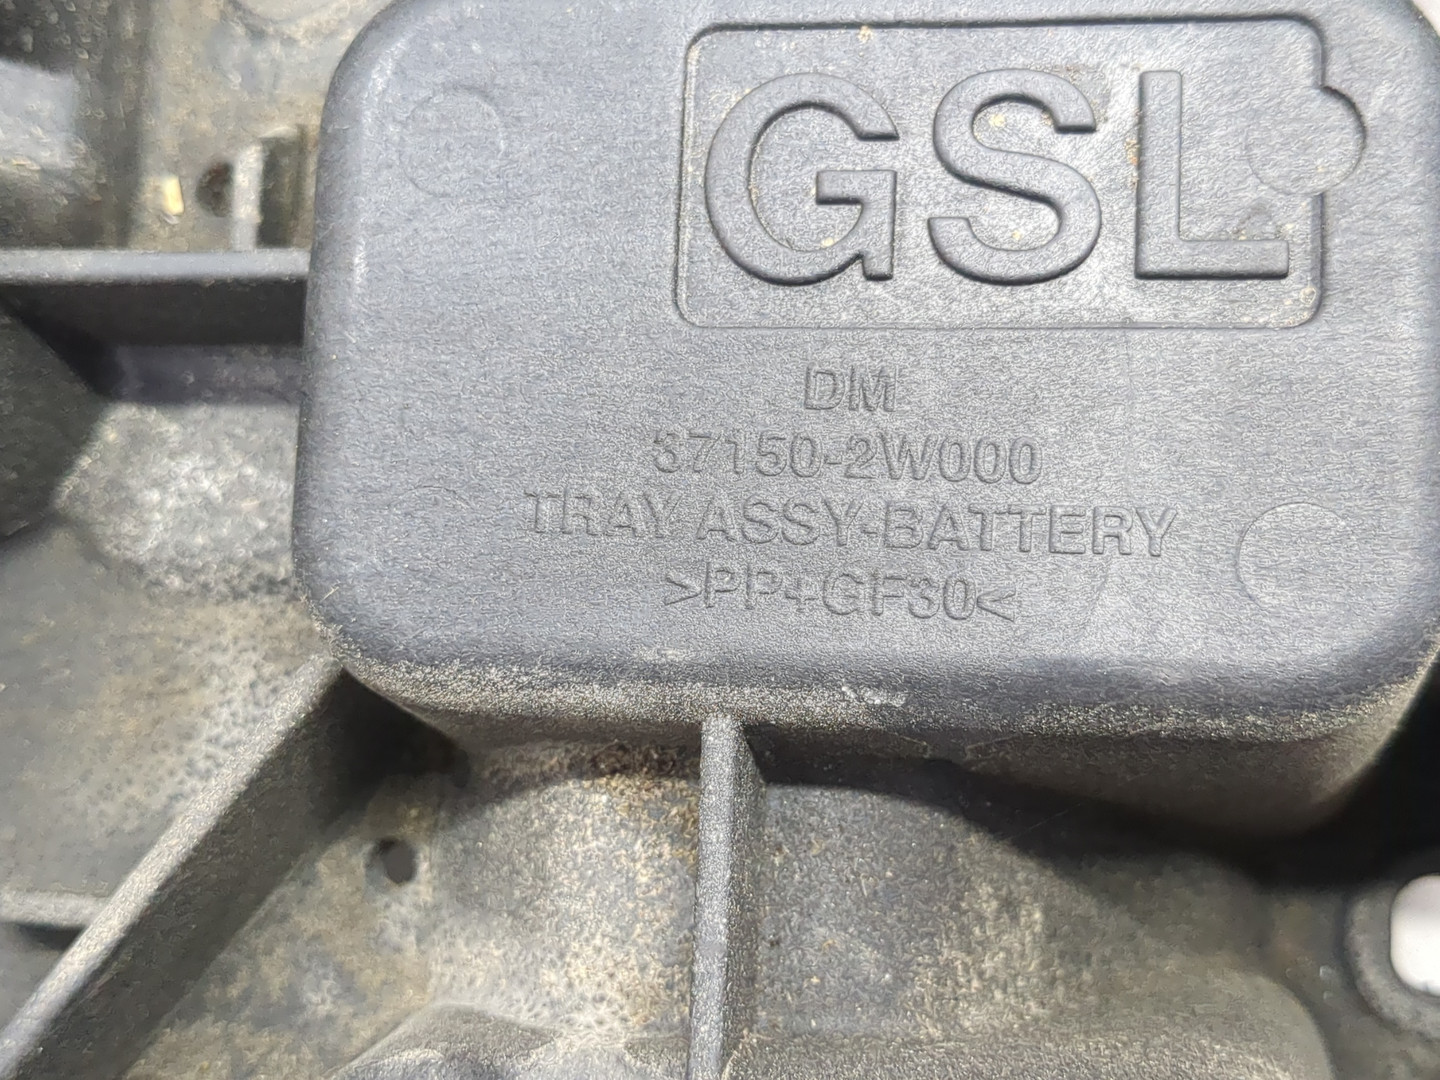 GSL
DM
37150-2W000
TRAY ASSY-BATTERY
>PP+GF30<